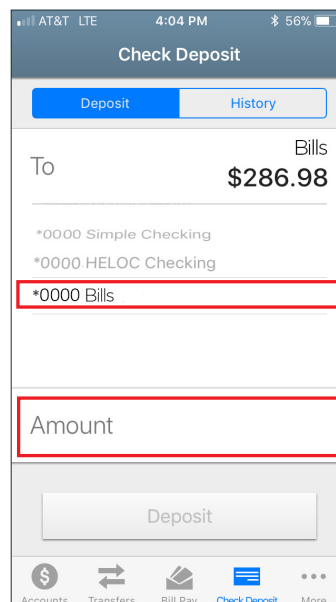 AT&T LTE 4:04 PM 56%
Check Deposit
Deposit History
Bills
To $286.98
*0000 Simple Checking
*0000 HELOC Checking
*0000 Bills
Amount
Deposit
Accounts Transfers Bill Pay Check Deposit More